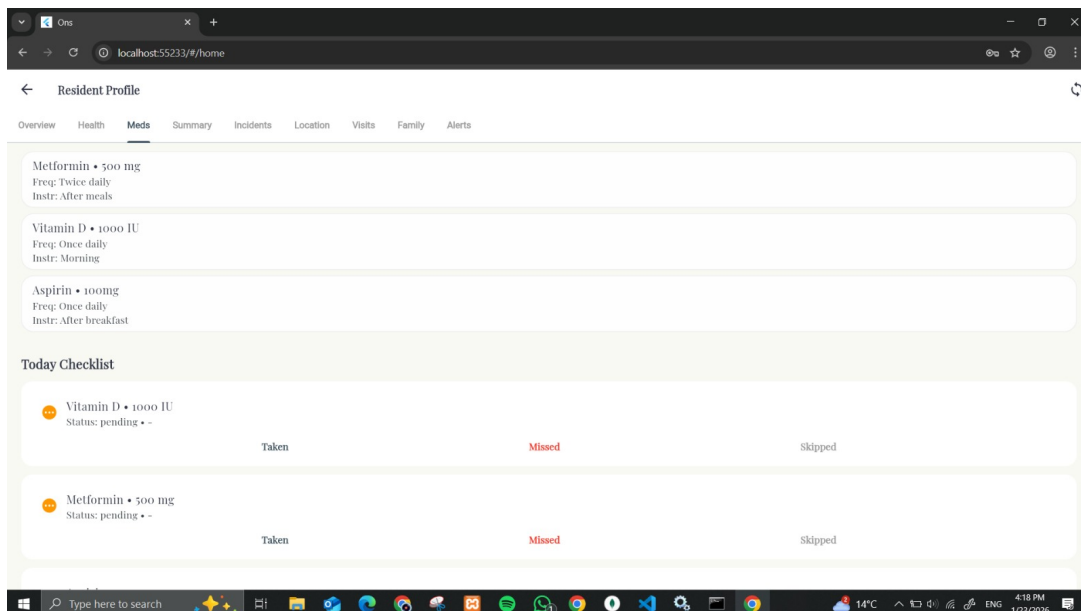 Ons
localhost:55233/#/home
Resident Profile
Overview Health Meds Summary Incidents Location Visits Family Alerts
Metformin • 500 mg
Freq: Twice daily
Instr: After meals
Vitamin D • 1000 IU
Freq: Once daily
Instr: Morning
Aspirin • 100mg
Freq: Once daily
Instr: After breakfast
Today Checklist
Vitamin D • 1000 IU
Status: pending • -
Taken Missed Skipped
Metformin • 500 mg
Status: pending • -
Taken Missed Skipped
Type here to search
14°C ENG 4:18 PM
1/23/2026